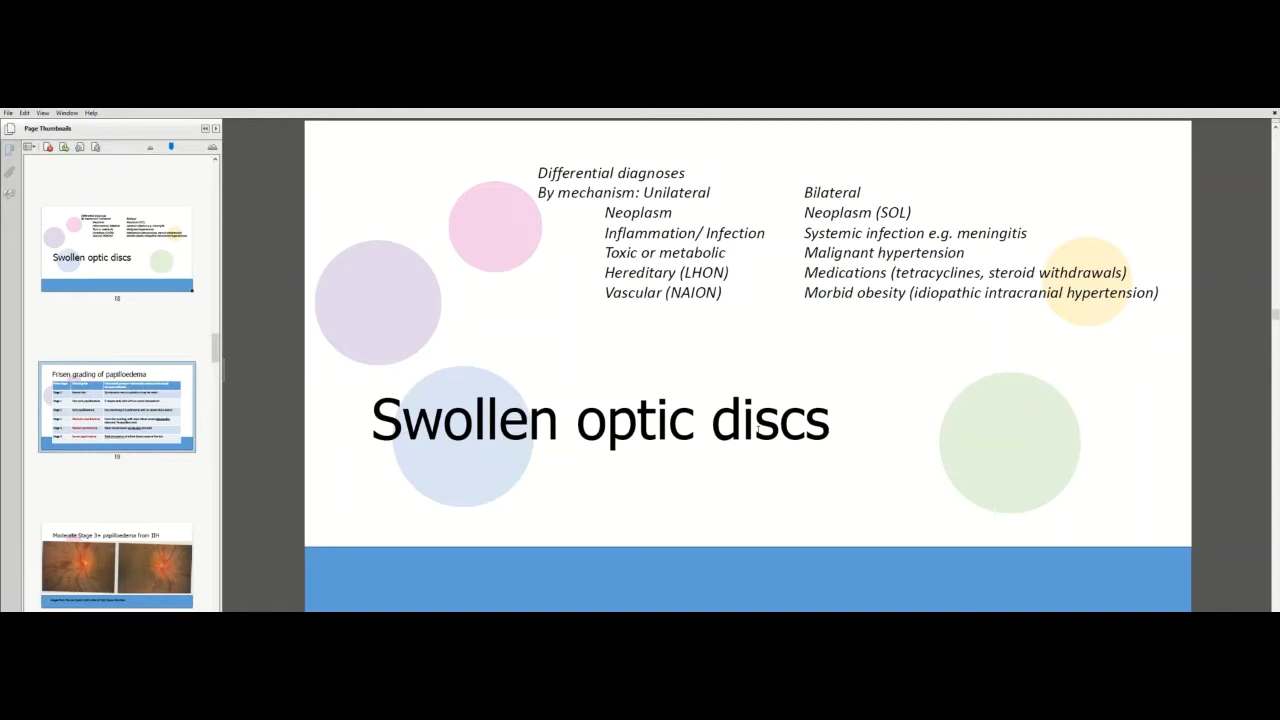 File Edit View Window Help
Page Thumbnails
Differential diagnoses
By mechanism: Unilateral Bilateral
Neoplasm Neoplasm (SOL)
Inflammation/ Infection Systemic infection e.g. meningitis
Toxic or metabolic Malignant hypertension
Hereditary (LHON) Medications (tetracyclines, steroid withdrawals)
Vascular (NAION) Morbid obesity (idiopathic intracranial hypertension)
Swollen optic discs
Swollen optic discs
18
Frisen grading of papilloedema
19
Moderate Stage 3+ papilloedema from IIH